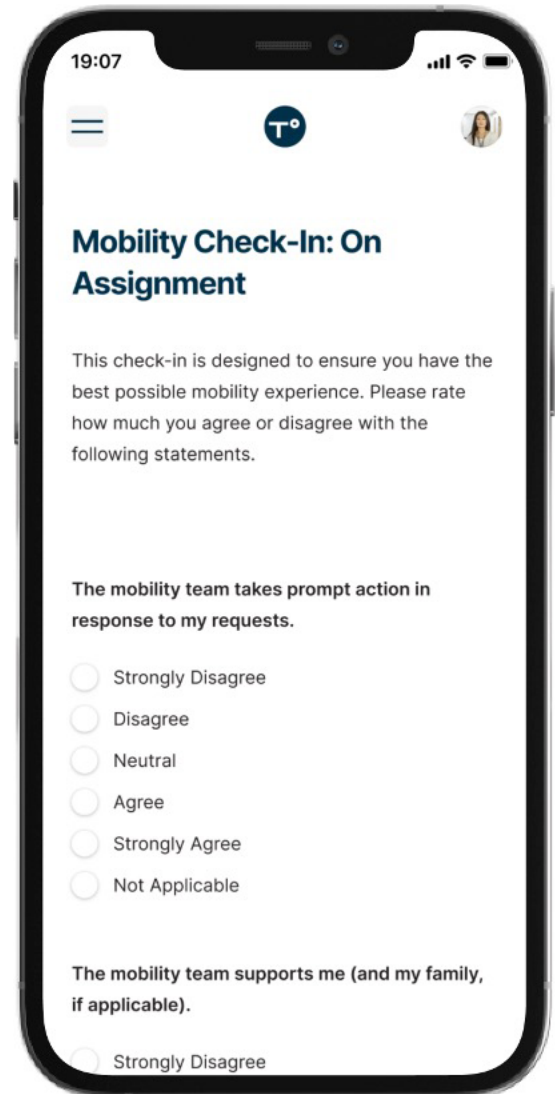 19:07
T°
Mobility Check-In: On
Assignment
This check-in is designed to ensure you have the
best possible mobility experience. Please rate
how much you agree or disagree with the
following statements.
The mobility team takes prompt action in
response to my requests.
Strongly Disagree
Disagree
Neutral
Agree
Strongly Agree
Not Applicable
The mobility team supports me (and my family,
if applicable).
Strongly Disagree